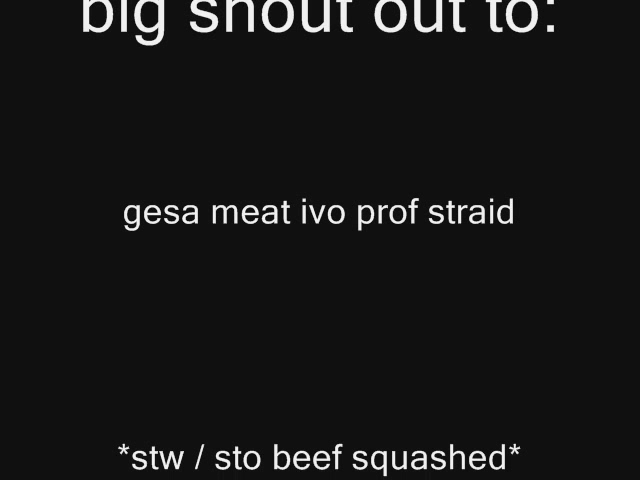 big shout out to:
gesa meat ivo prof straid
*stw / sto beef squashed*